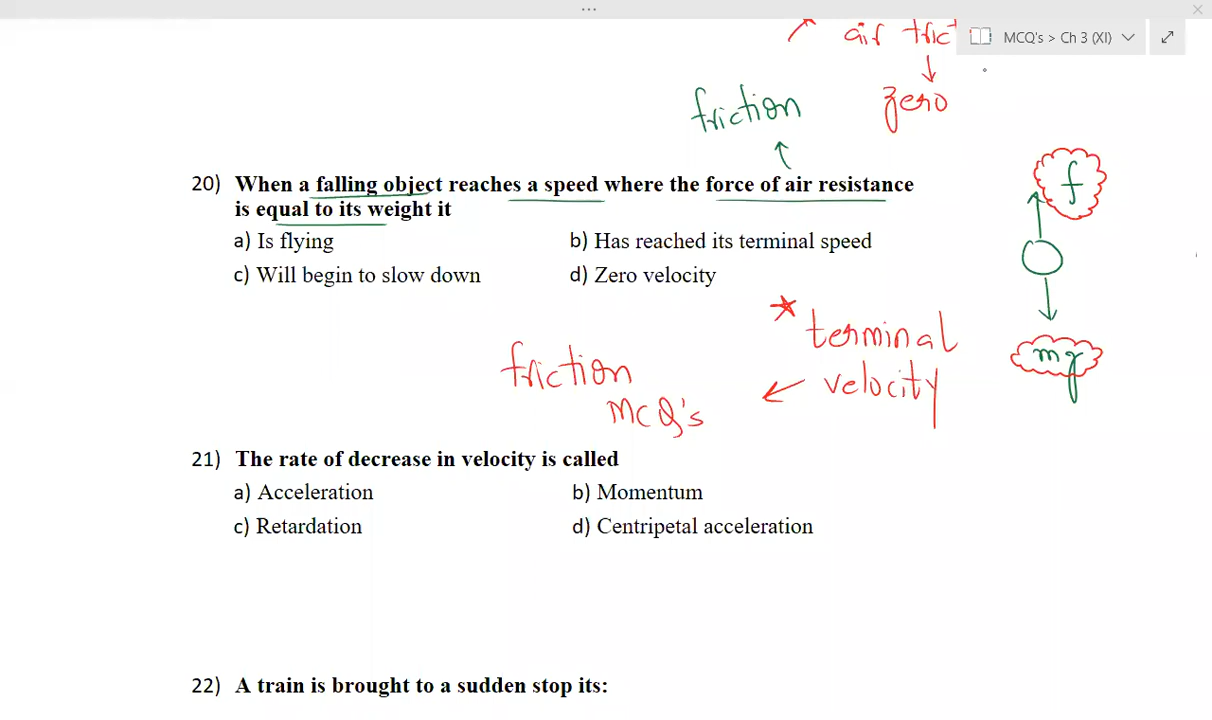 air fric
MCQ's > Ch 3 (XI)
friction
zero
f
20) When a falling object reaches a speed where the force of air resistance
is equal to its weight it
a) Is flying
b) Has reached its terminal speed
c) Will begin to slow down
d) Zero velocity
terminal
velocity
mg
friction
MCQ's
21) The rate of decrease in velocity is called
a) Acceleration
b) Momentum
c) Retardation
d) Centripetal acceleration
22) A train is brought to a sudden stop its: